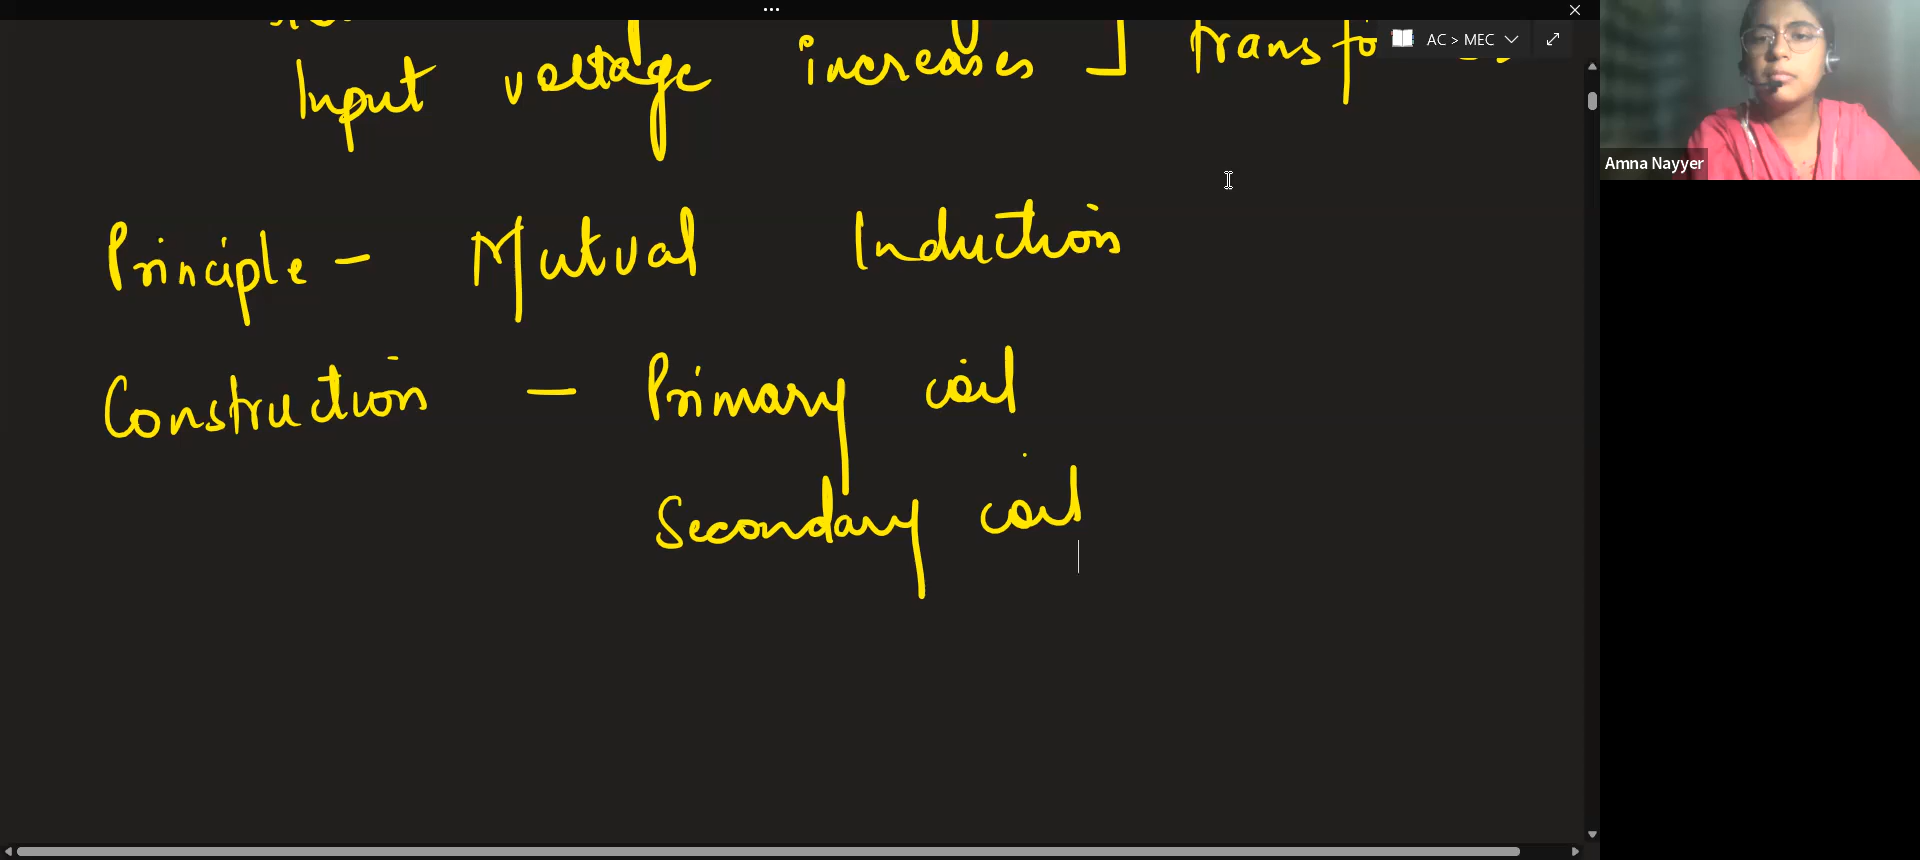 Input voltage increases ] transfo
AC > MEC
Amna Nayyer
Principle - Mutual Induction
Construction - Primary coil
Secondary coil